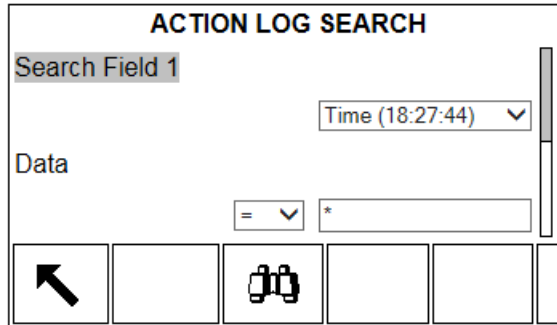 ACTION LOG SEARCH
Search Field 1
Time (18:27:44)
Data
= *